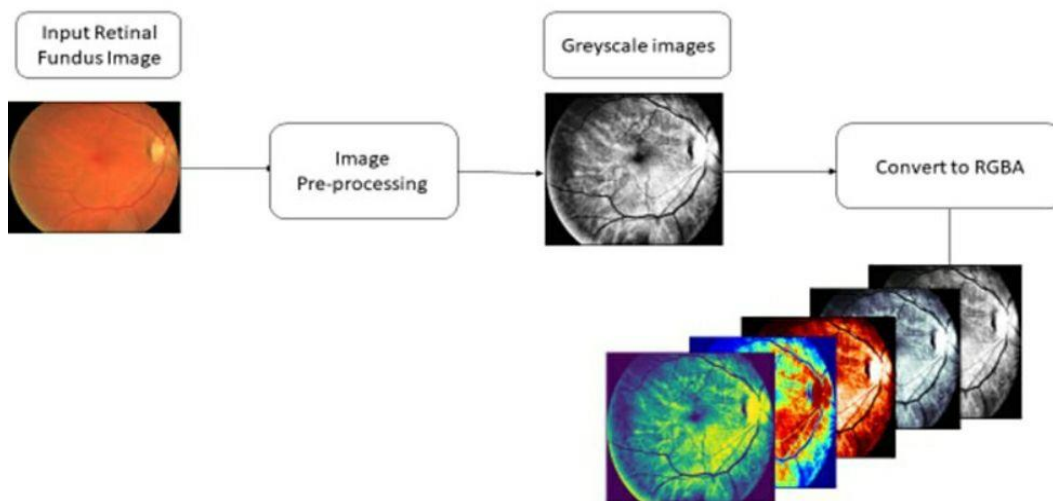 Input Retinal
Fundus Image
Greyscale images
Image
Pre-processing
Convert to RGBA